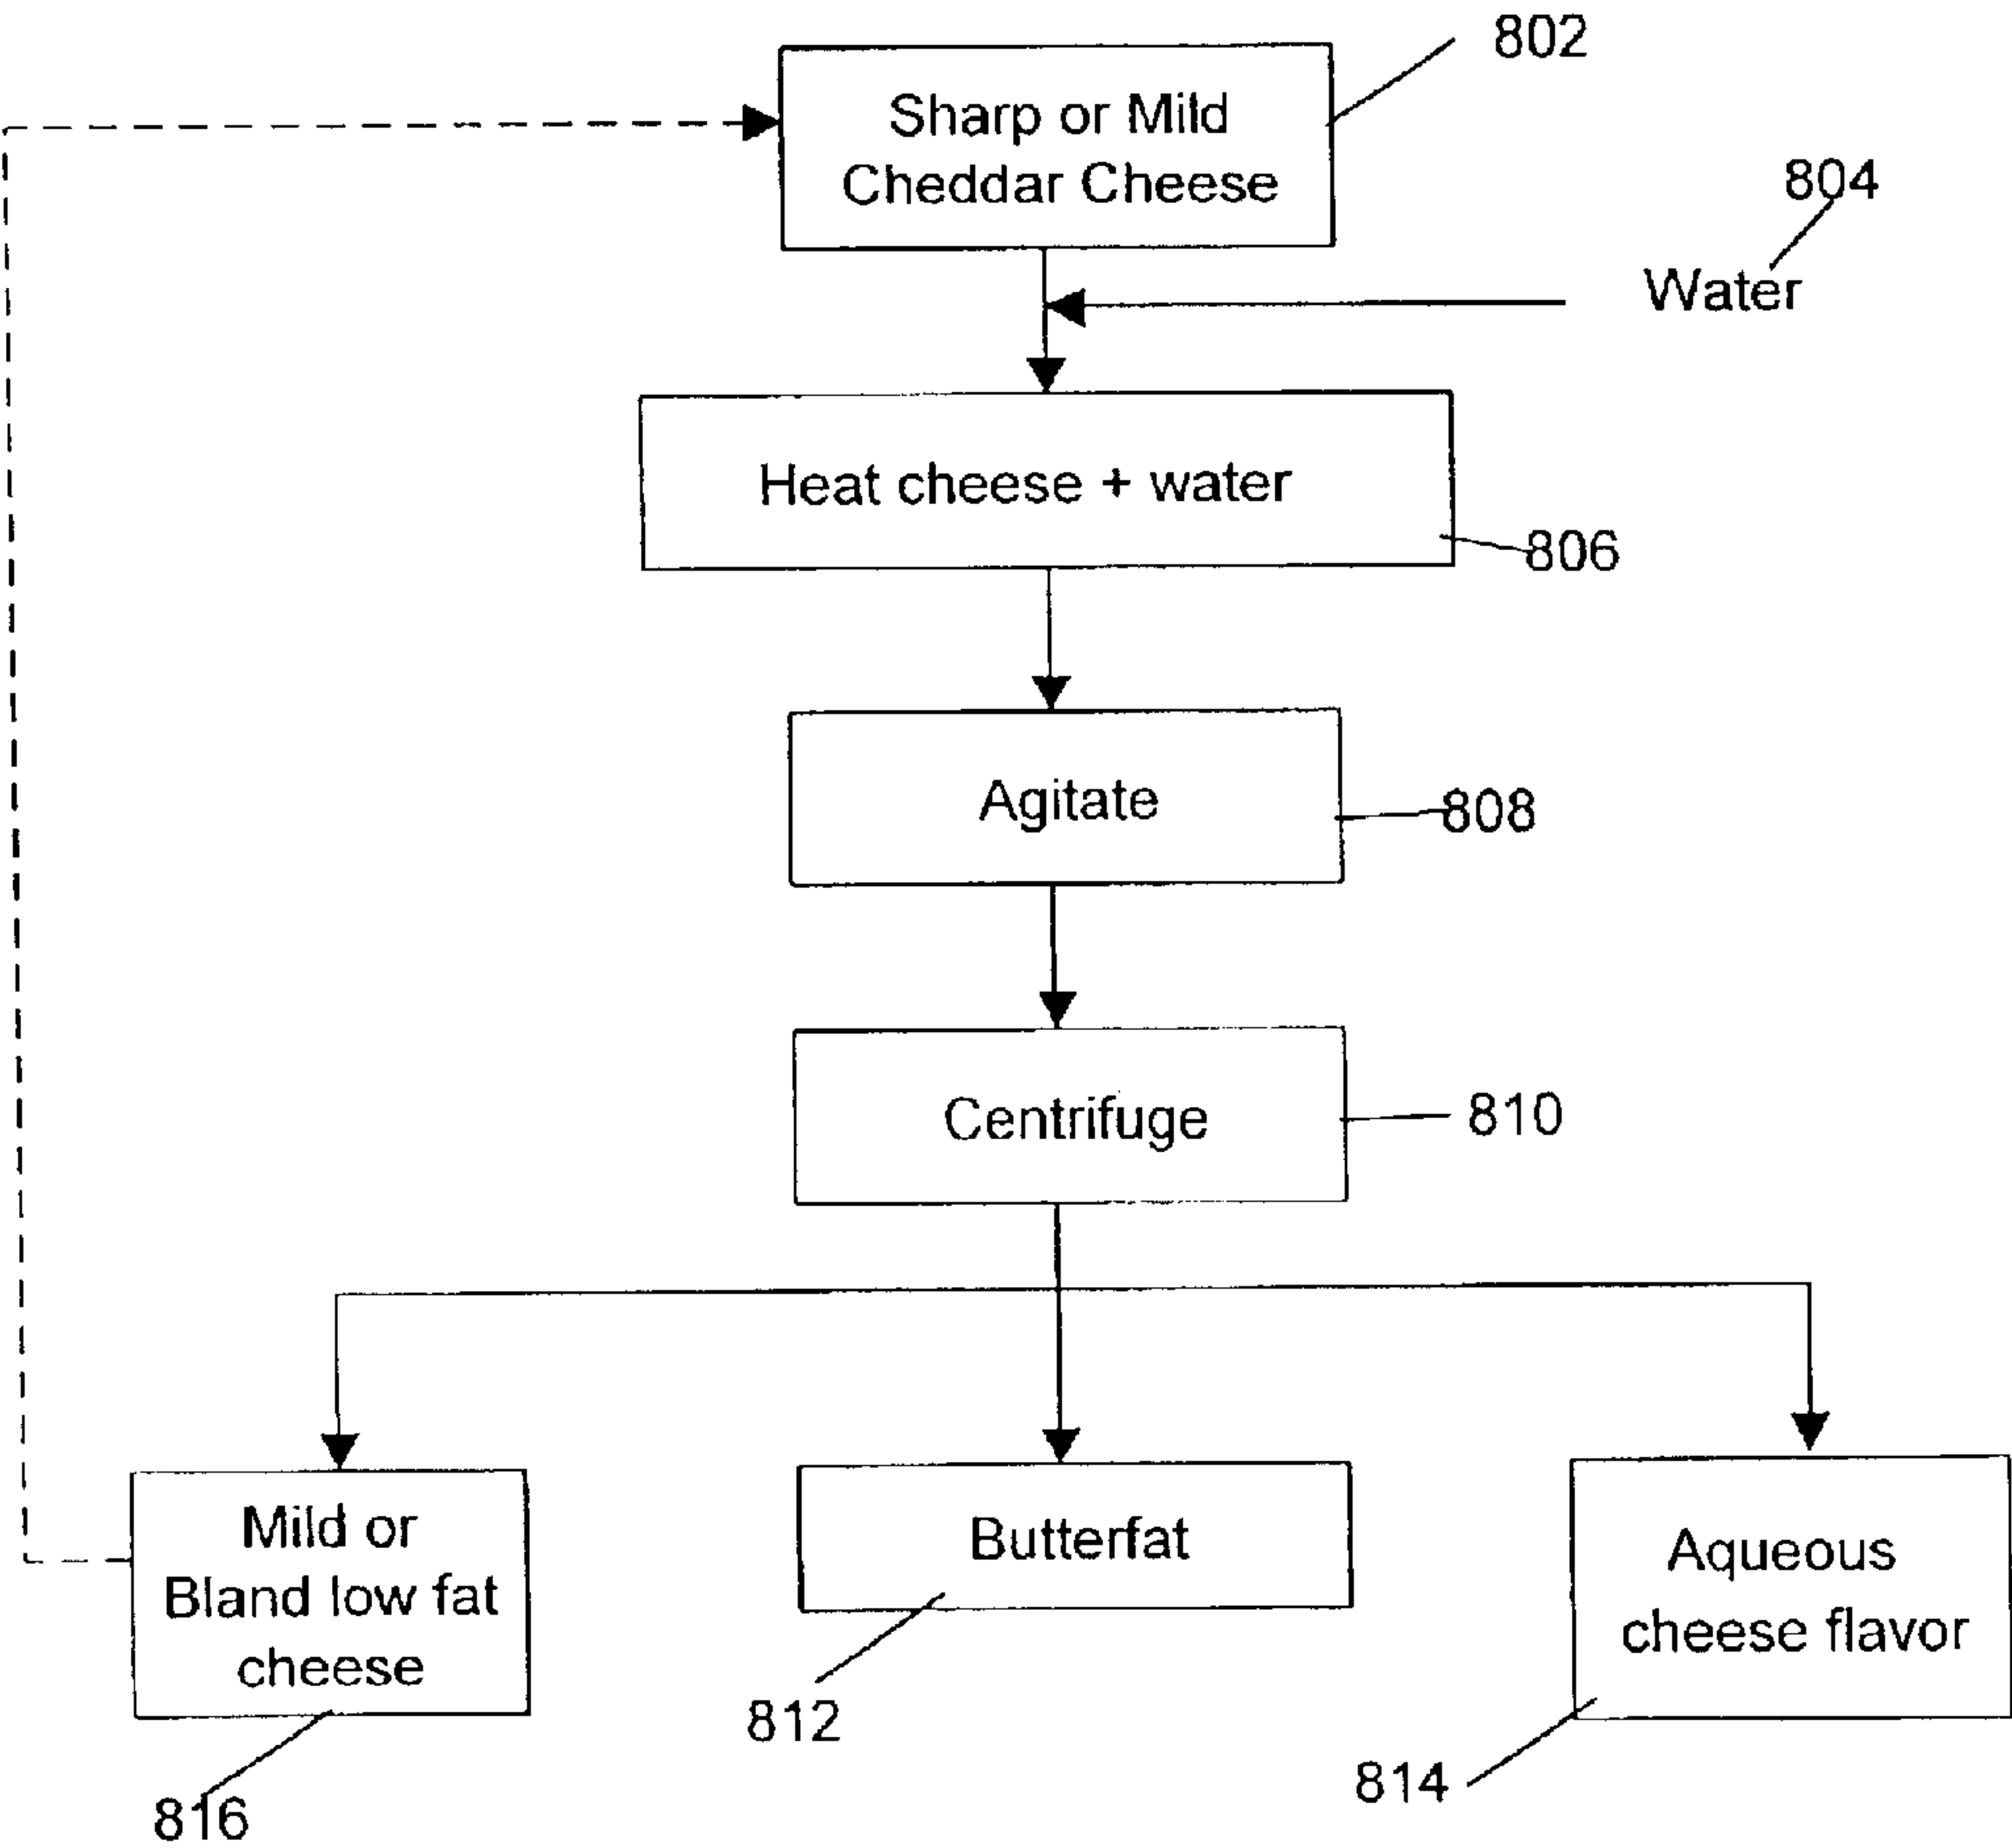 802
Sharp or Mild
Cheddar Cheese
804
Water
Heat cheese + water
806
Agitate
808
Centrifuge
810
Mild or
Bland low fat
cheese
816
Butterfat
812
Aqueous
cheese flavor
814